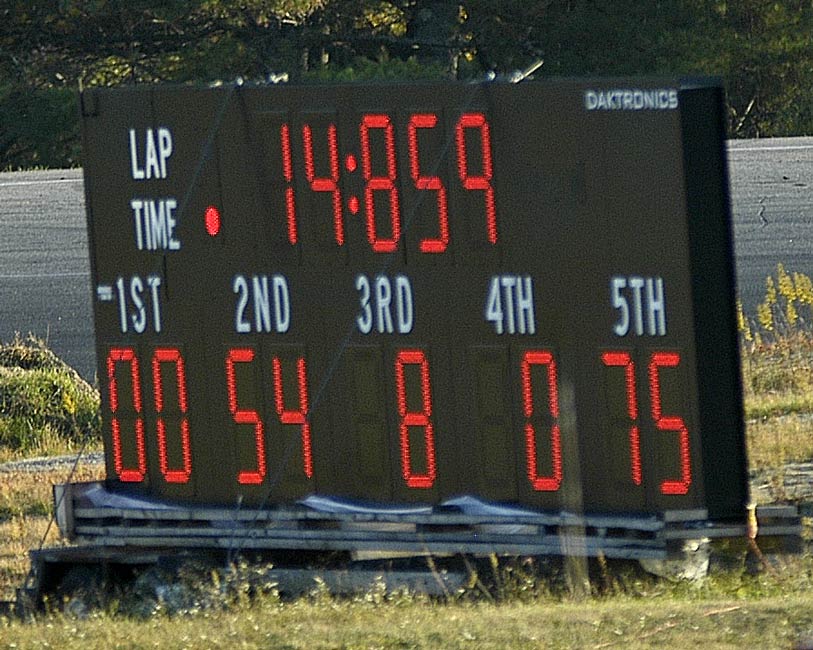 DAKTRONICS
LAP 14:859
TIME
1ST 2ND 3RD 4TH 5TH
00 54 8 0 75